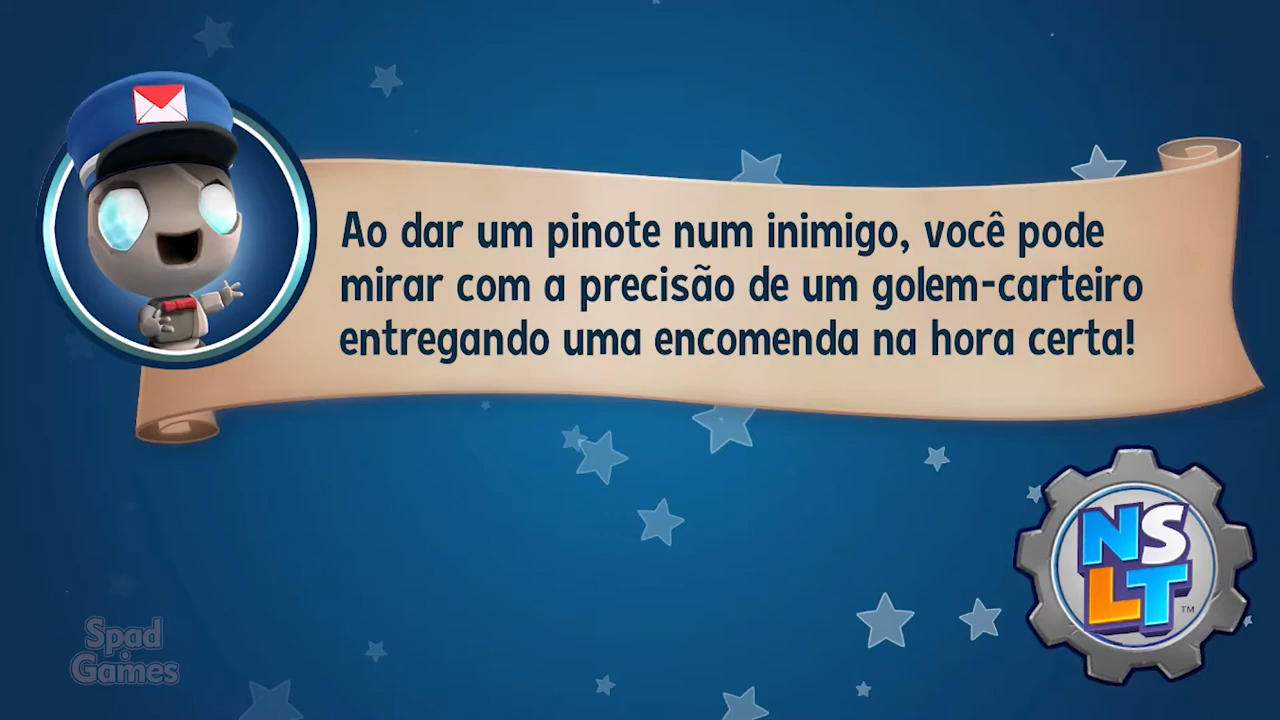 Ao dar um pinote num inimigo, você pode
mirar com a precisão de um golem-carteiro
entregando uma encomenda na hora certa!
NS
LT
TM
Spad
Games